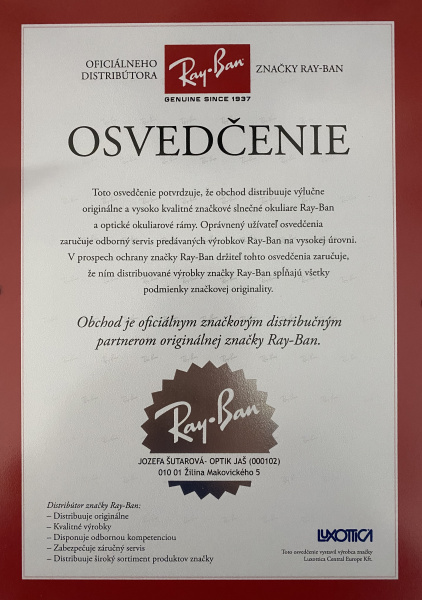 OFICIÁLNEHO
DISTRIBÚTORA
Ray-Ban
GENUINE SINCE 1937
ZNAČKY RAY-BAN
OSVEDČENIE
Toto osvedčenie potvrdzuje, že obchod distribuuje výlučne
originálne a vysoko kvalitné značkové slnečné okuliare Ray-Ban
a optické okuliarové rámy. Oprávnený užívateľ osvedčenia
zaručuje odborný servis predávaných výrobkov Ray-Ban na vysokej úrovni.
V prospech ochrany značky Ray-Ban držiteľ tohto osvedčenia zaručuje,
že ním distribuované výrobky značky Ray-Ban spĺňajú všetky
podmienky značkovej originality.
Obchod je oficiálnym značkovým distribučným
partnerom originálnej značky Ray-Ban.
Ray-Ban
JOZEFA ŠUTAROVÁ- OPTIK JAŠ (000102)
010 01 Žilina Makovického 5
Distribútor značky Ray-Ban:
– Distribuuje originálne
– Kvalitné výrobky
– Disponuje odbornou kompetenciou
– Zabezpečuje záručný servis
– Distribuuje široký sortiment produktov značky
LUXOTTICA
Toto osvedčenie vystavil výrobca značky
Luxottica Central Europe Kft.